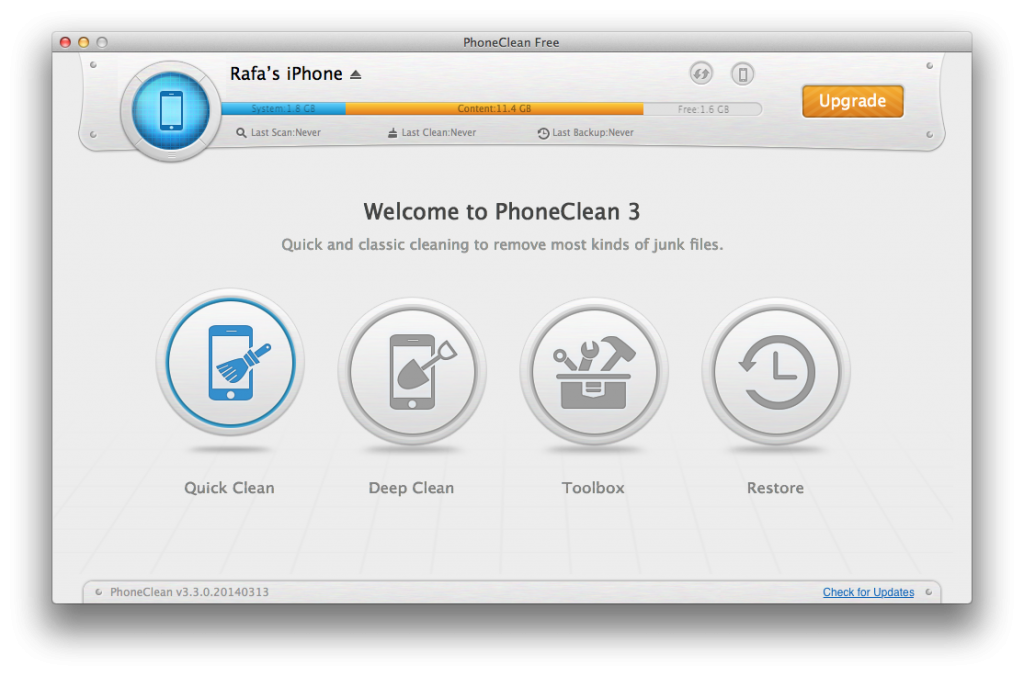 PhoneClean Free
Rafa's iPhone
System:1.8 GB Content:11.4 GB Free:1.6 GB
Upgrade
Last Scan:Never Last Clean:Never Last Backup:Never
Welcome to PhoneClean 3
Quick and classic cleaning to remove most kinds of junk files.
Quick Clean Deep Clean Toolbox Restore
PhoneClean v3.3.0.20140313 Check for Updates